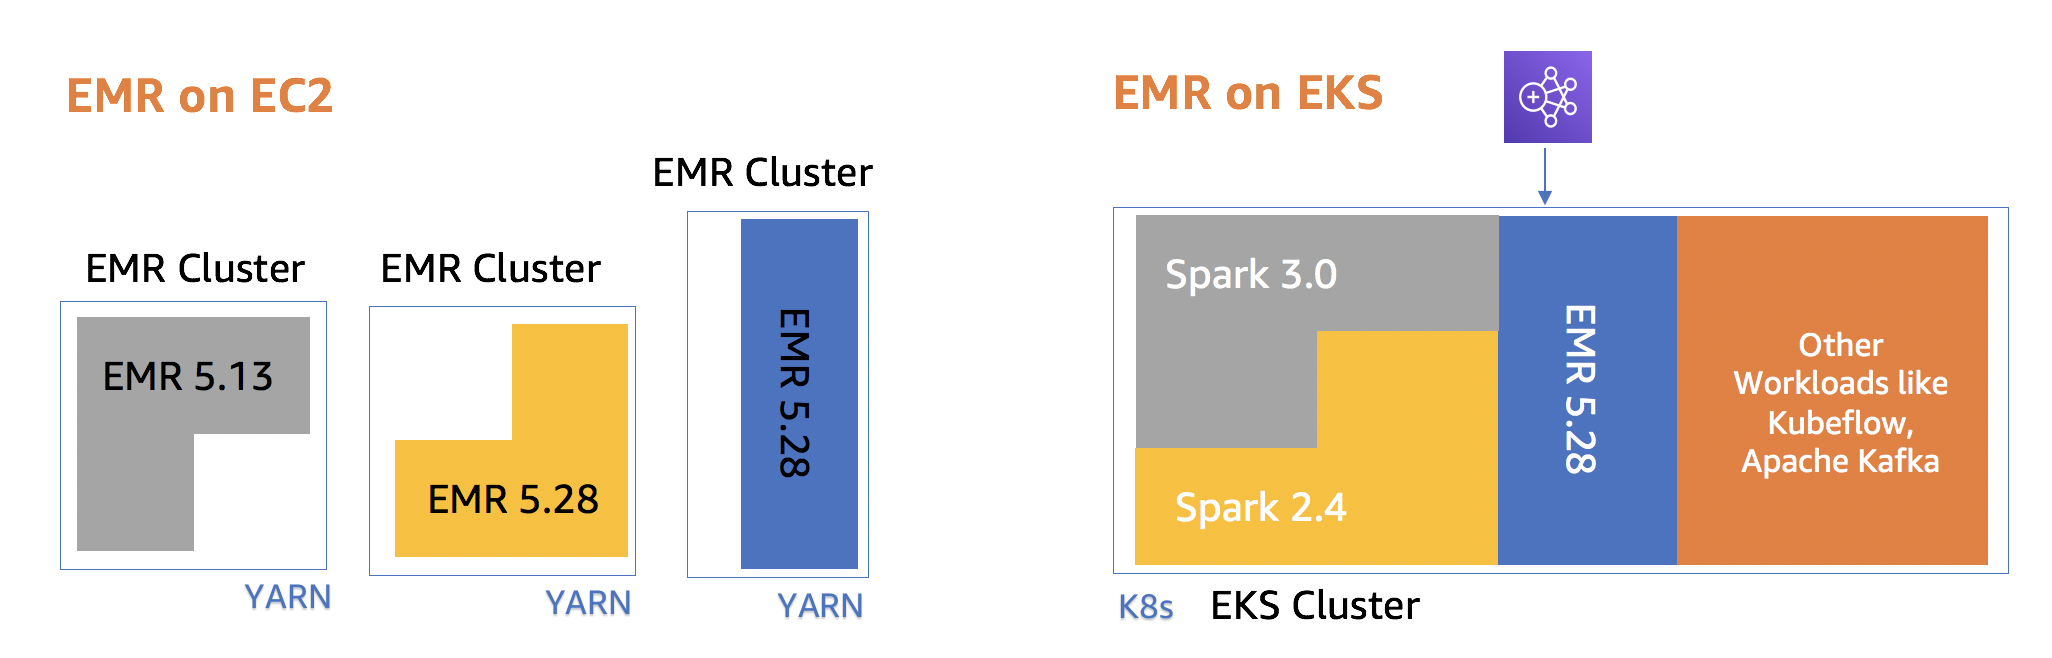 EMR on EC2
EMR Cluster
EMR 5.13
YARN
EMR Cluster
EMR 5.28
YARN
EMR Cluster
EMR 5.28
YARN
EMR on EKS
Spark 3.0
Spark 2.4
EMR 5.28
Other
Workloads like
Kubeflow,
Apache Kafka
K8s
EKS Cluster